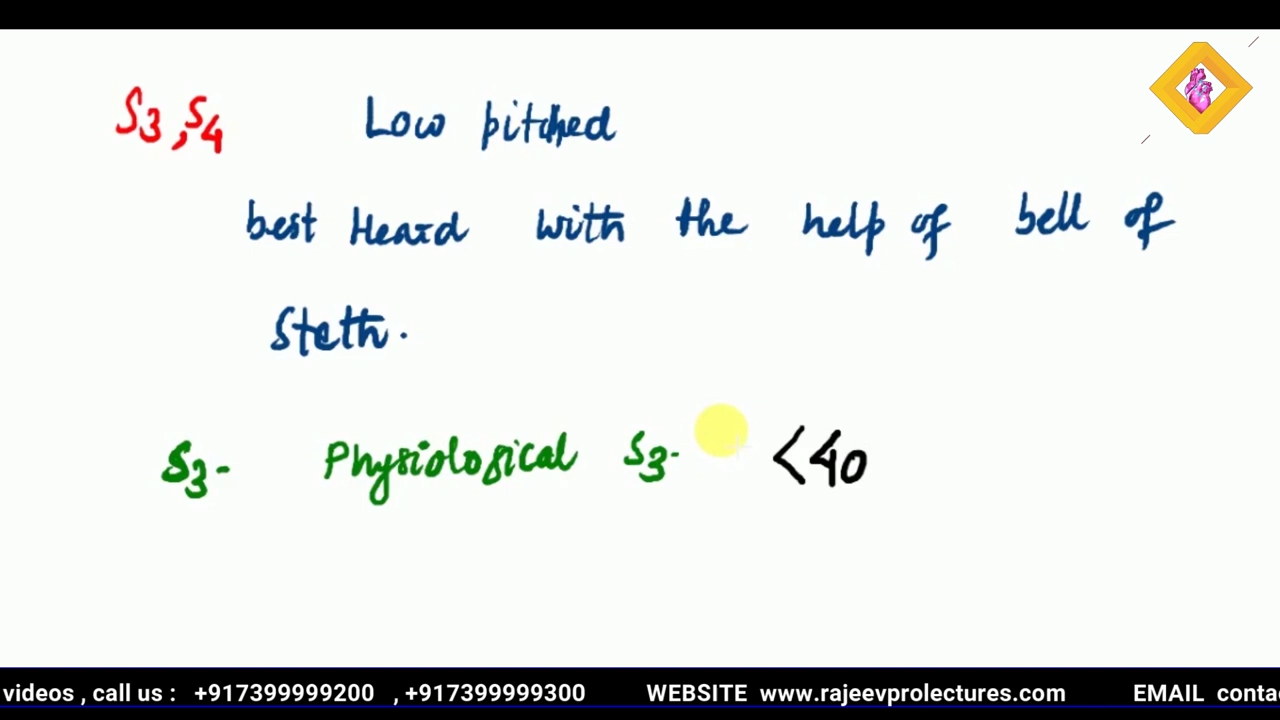 S3, S4 Low pitched
best Heard with the help of bell of
Steth.
S3- Physiological S3- <40
videos , call us : +917399999200 , +917399999300 WEBSITE www.rajeevprolectures.com EMAIL conta